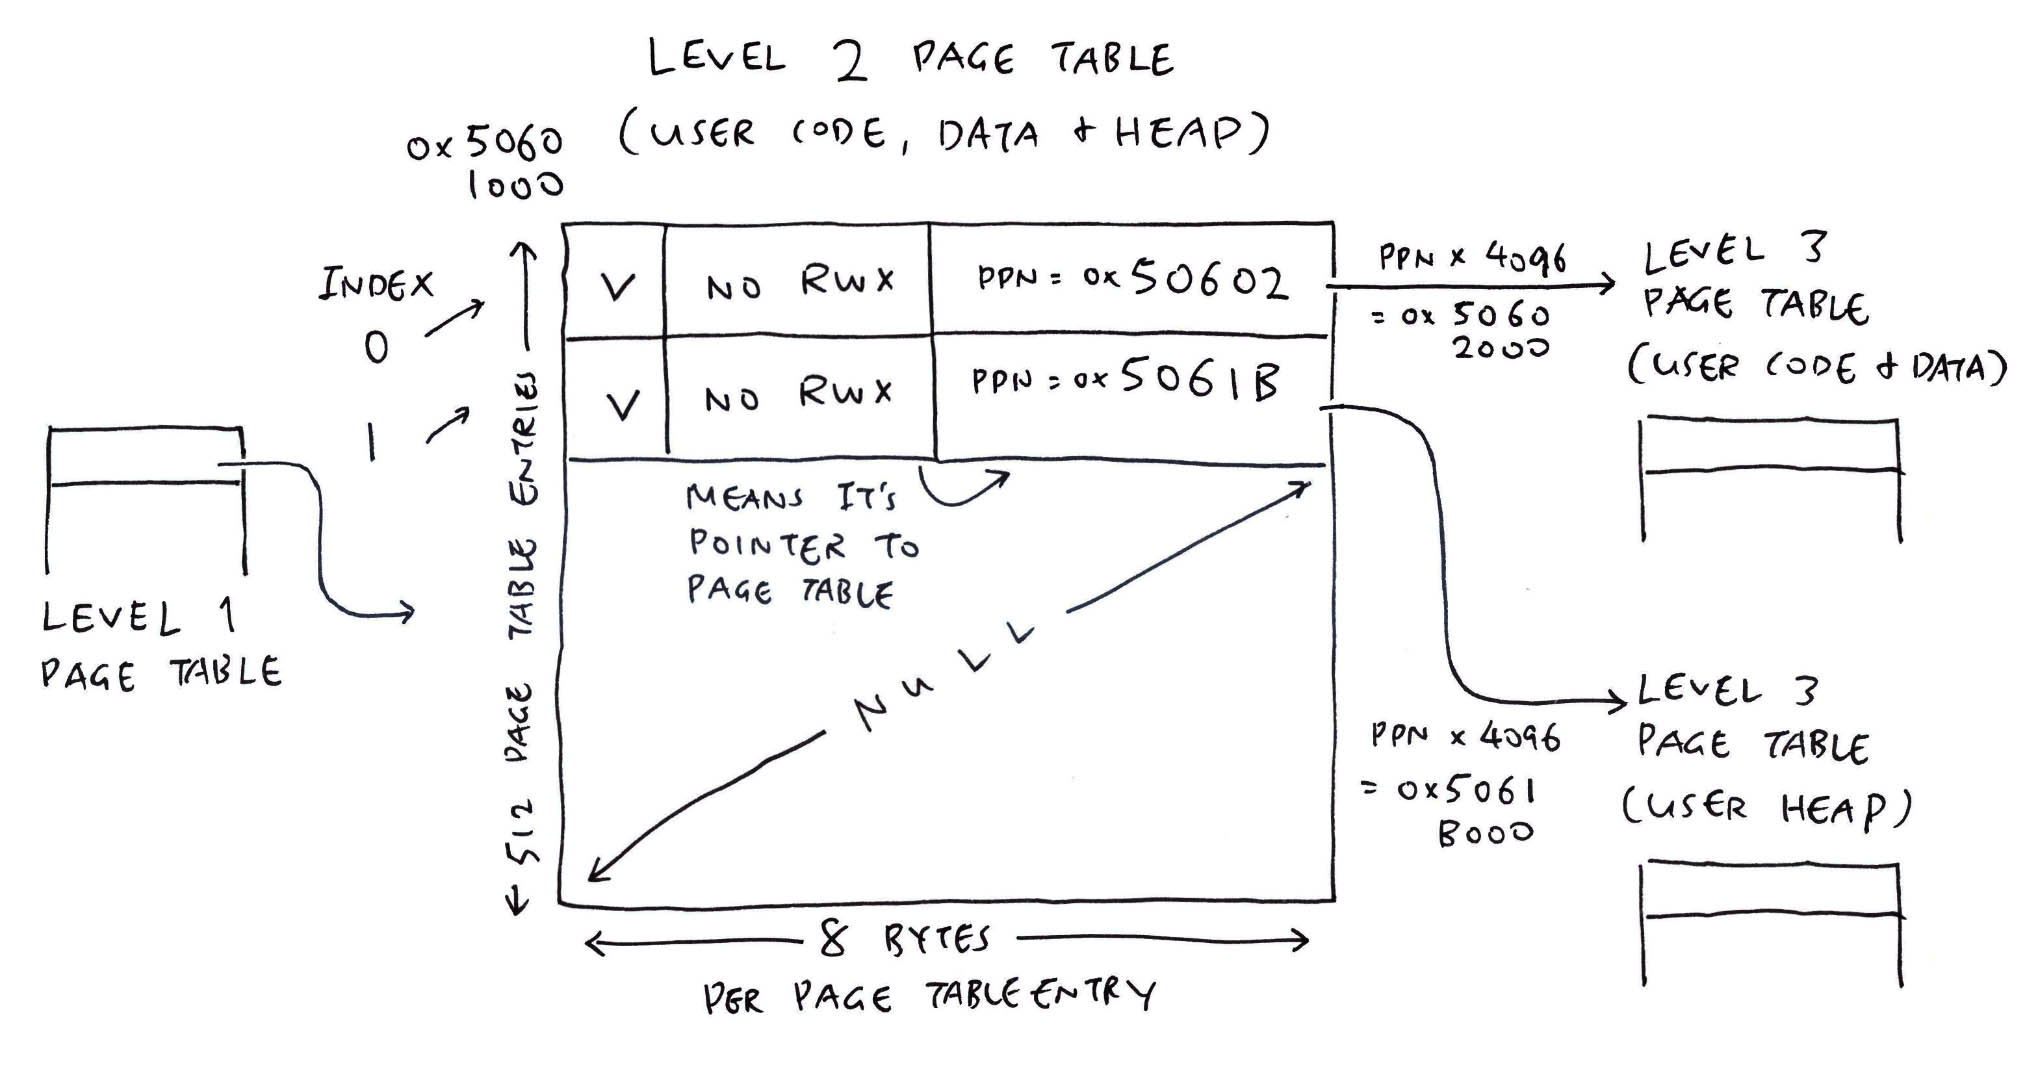 LEVEL 2 PAGE TABLE
(USER CODE, DATA + HEAP)
0x5060
1000
INDEX
0
1
V
NO RWX
PPN = 0x50602
V
NO RWX
PPN = 0x5061B
MEANS IT'S
POINTER TO
PAGE TABLE
NULL
512 PAGE TABLE ENTRIES
8 BYTES
PER PAGE TABLE ENTRY
LEVEL 1
PAGE TABLE
PPN x 4096
= 0x5060
2000
LEVEL 3
PAGE TABLE
(USER CODE + DATA)
PPN x 4096
= 0x5061
B000
LEVEL 3
PAGE TABLE
(USER HEAP)